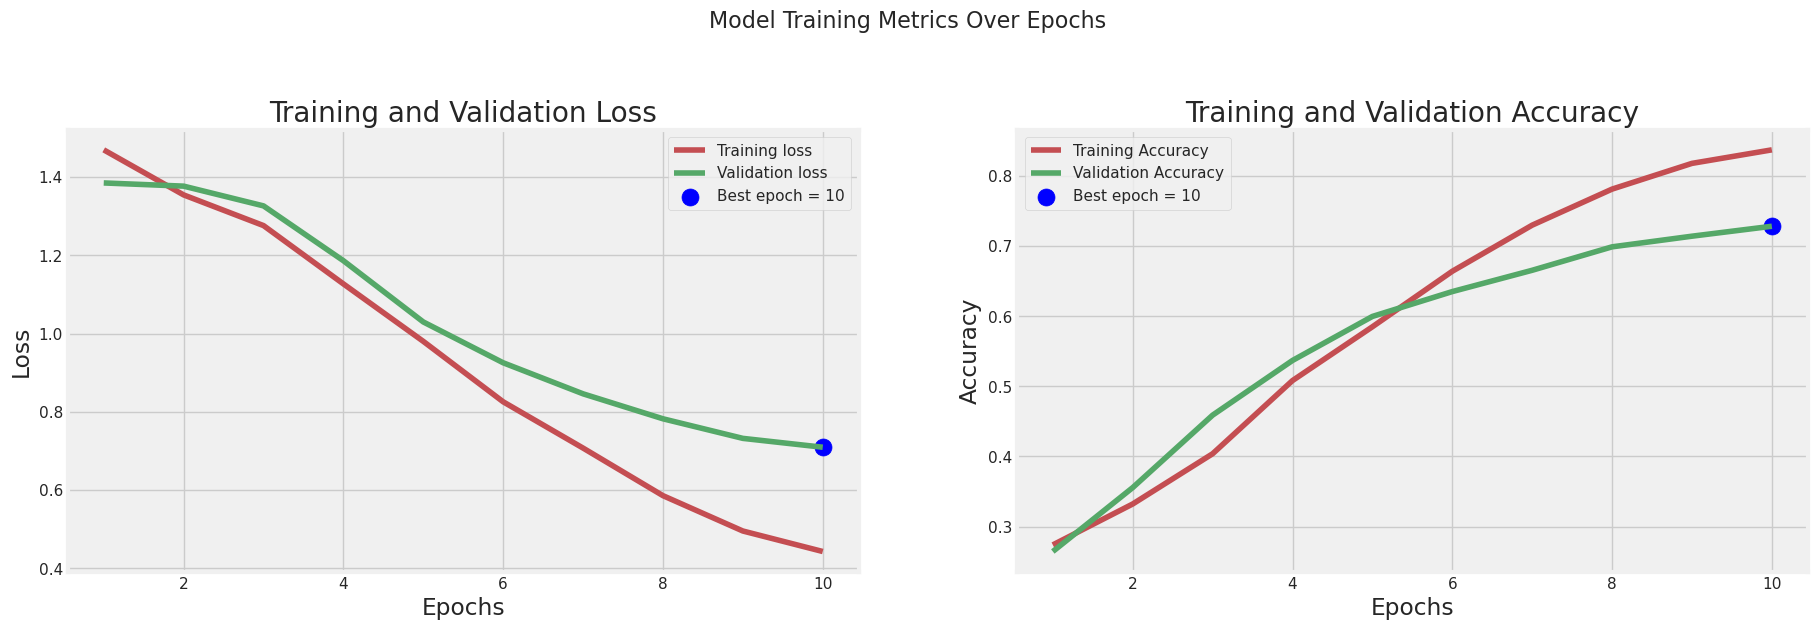 Model Training Metrics Over Epochs
Training and Validation Loss
Training loss
Validation loss
Best epoch = 10
1.4
1.2
1.0
0.8
0.6
0.4
Loss
2 4 6 8 10
Epochs
Training and Validation Accuracy
Training Accuracy
Validation Accuracy
Best epoch = 10
0.8
0.7
0.6
0.5
0.4
0.3
Accuracy
2 4 6 8 10
Epochs